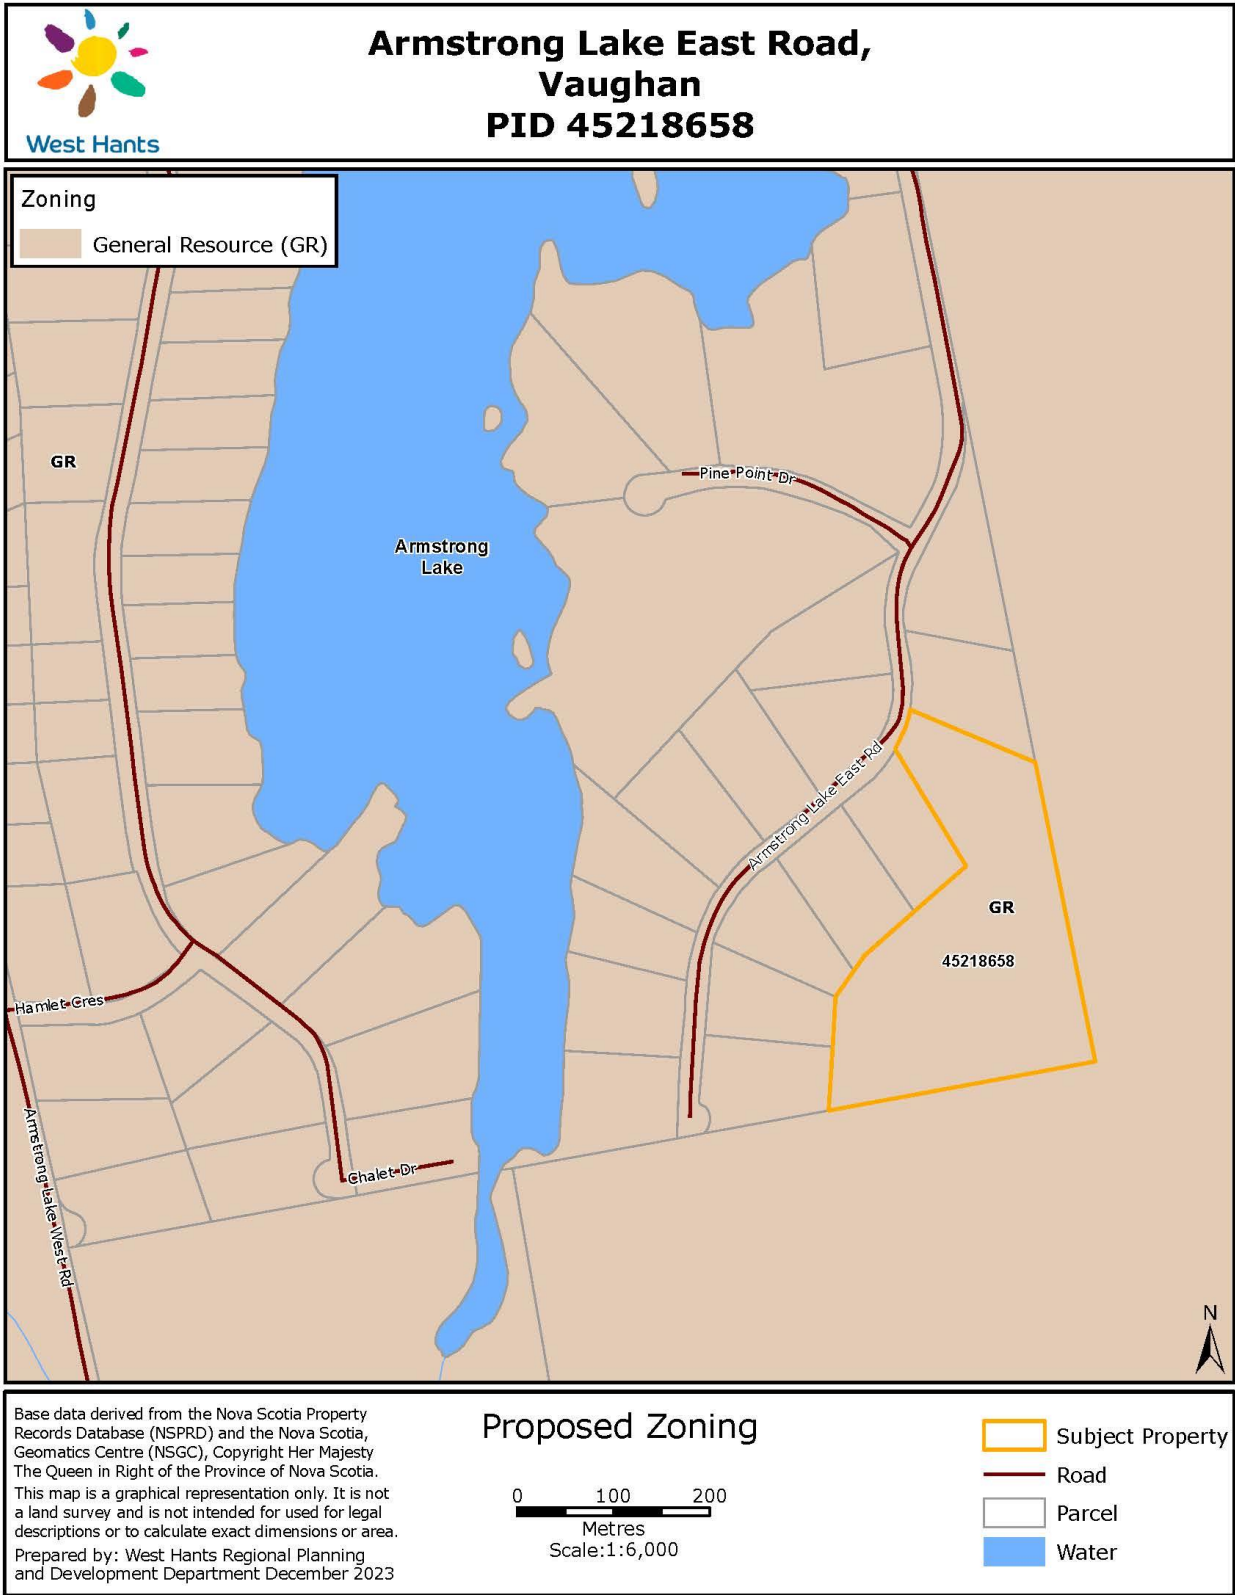 West Hants
Armstrong Lake East Road,
Vaughan
PID 45218658
Zoning
General Resource (GR)
GR
Pine Point Dr
Armstrong
Lake
Armstrong Lake East Rd
GR
45218658
Hamlet Cres
Armstrong Lake West Rd
Chalet Dr
N
Base data derived from the Nova Scotia Property
Records Database (NSPRD) and the Nova Scotia,
Geomatics Centre (NSGC), Copyright Her Majesty
The Queen in Right of the Province of Nova Scotia.
This map is a graphical representation only. It is not
a land survey and is not intended for used for legal
descriptions or to calculate exact dimensions or area.
Prepared by: West Hants Regional Planning
and Development Department December 2023
Proposed Zoning
0 100 200
Metres
Scale:1:6,000
Subject Property
Road
Parcel
Water